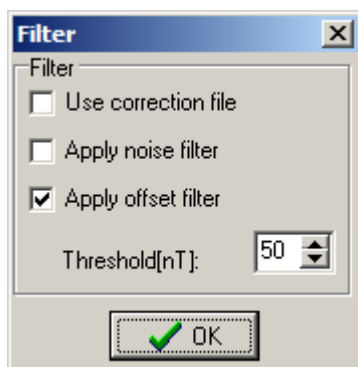 Filter
Filter
Use correction file
Apply noise filter
Apply offset filter
Threshold[nT]: 50
OK